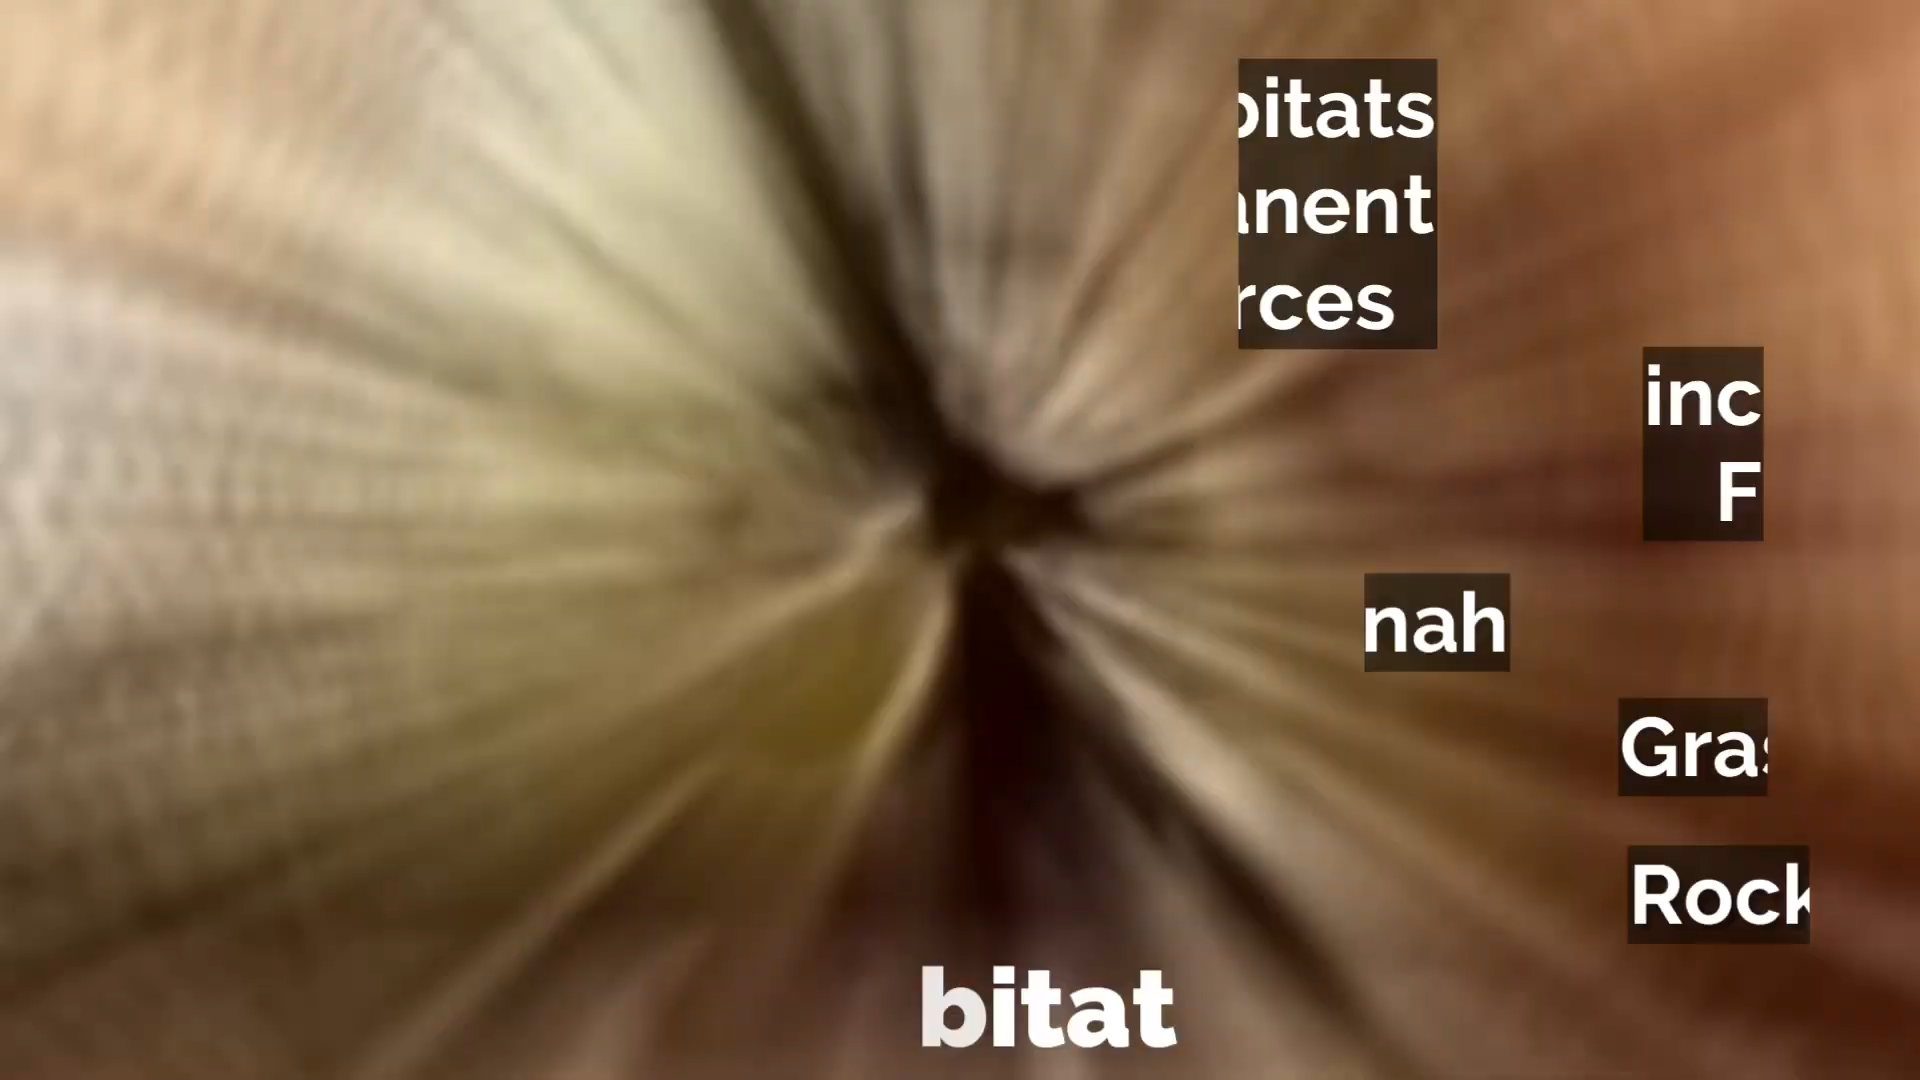 bitats
anent
rces
inc
F
nah
Gras
Rock
bitat